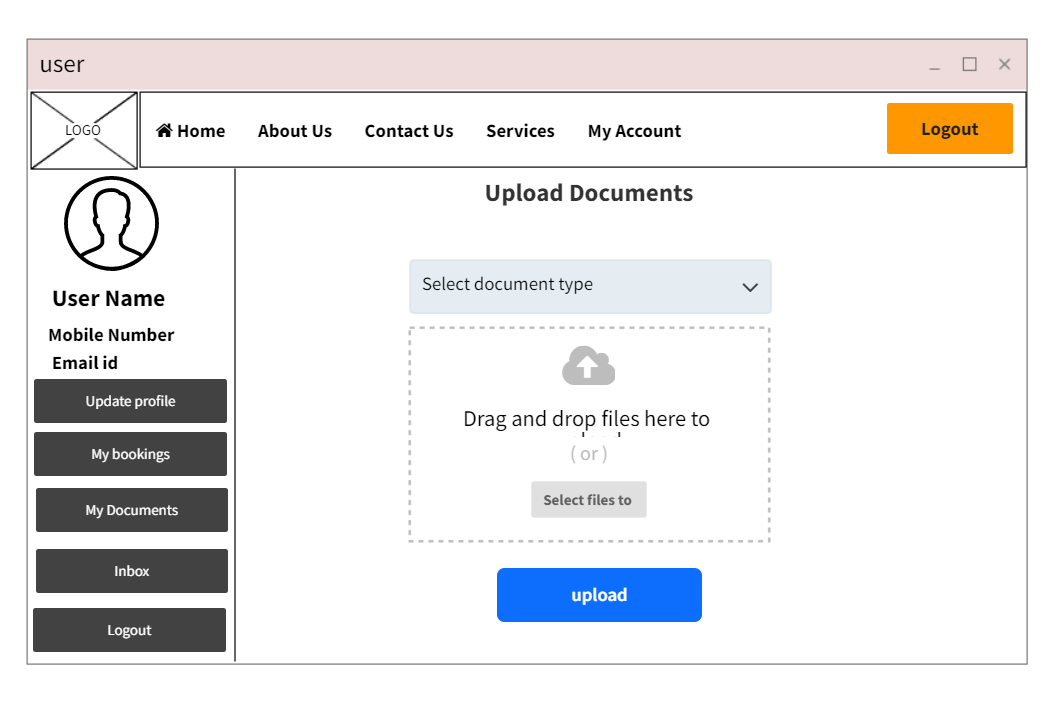 user
LOGO
Home About Us Contact Us Services My Account
Logout
Upload Documents
User Name
Mobile Number
Email id
Update profile
My bookings
My Documents
Inbox
Logout
Select document type
Drag and drop files here to
( or )
Select files to
upload